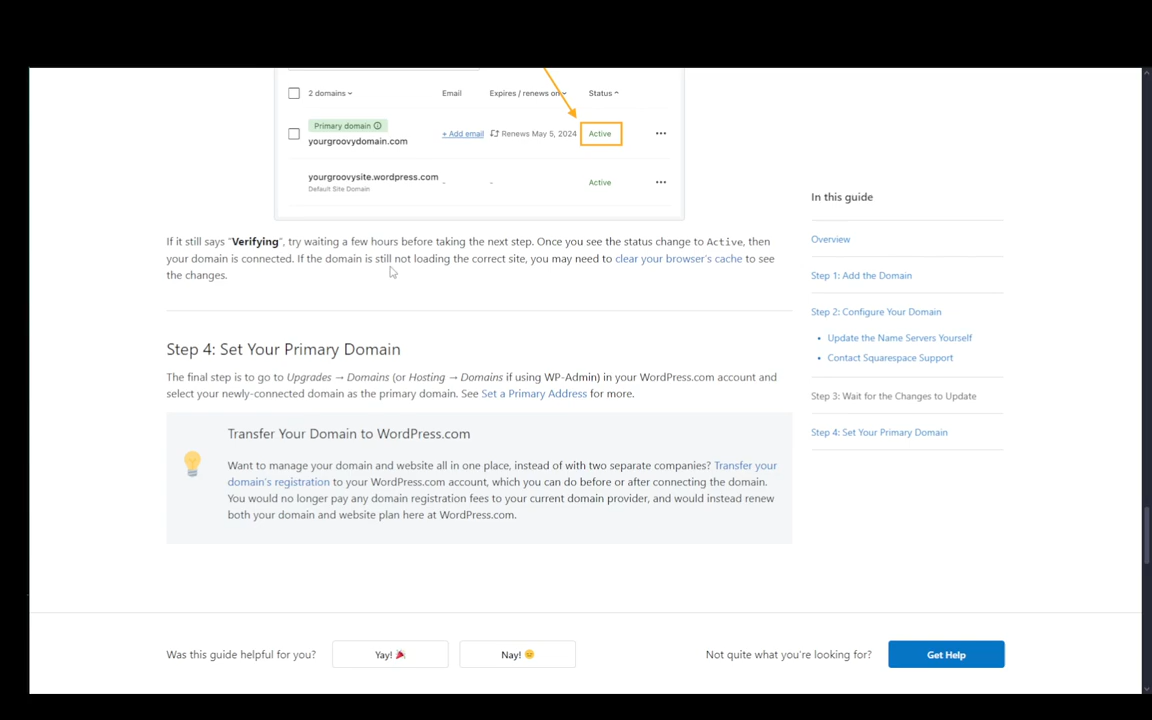 2 domains Email Expires / renews on Status
Primary domain
yourgroovydomain.com + Add email Renews May 5, 2024 Active
yourgroovysite.wordpress.com - - Active
Default Site Domain
If it still says “Verifying“, try waiting a few hours before taking the next step. Once you see the status change to Active, then
your domain is connected. If the domain is still not loading the correct site, you may need to clear your browser’s cache to see
the changes.
Step 4: Set Your Primary Domain
The final step is to go to Upgrades → Domains (or Hosting → Domains if using WP-Admin) in your WordPress.com account and
select your newly-connected domain as the primary domain. See Set a Primary Address for more.
Transfer Your Domain to WordPress.com
Want to manage your domain and website all in one place, instead of with two separate companies? Transfer your
domain’s registration to your WordPress.com account, which you can do before or after connecting the domain.
You would no longer pay any domain registration fees to your current domain provider, and would instead renew
both your domain and website plan here at WordPress.com.
In this guide
Overview
Step 1: Add the Domain
Step 2: Configure Your Domain
• Update the Name Servers Yourself
• Contact Squarespace Support
Step 3: Wait for the Changes to Update
Step 4: Set Your Primary Domain
Was this guide helpful for you? Yay! 🎉 Nay! 😕 Not quite what you're looking for? Get Help